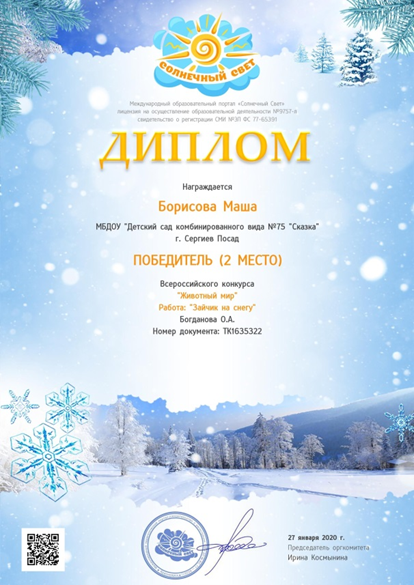 СОЛНЕЧНЫЙ СВЕТ
Международный образовательный портал «Солнечный Свет»
лицензия на осуществление образовательной деятельности №9757-л
свидетельство о регистрации СМИ №ЭЛ ФС 77-65391
ДИПЛОМ
Награждается
Борисова Маша
МБДОУ "Детский сад комбинированного вида №75 "Сказка"
г. Сергиев Посад
ПОБЕДИТЕЛЬ (2 МЕСТО)
Всероссийского конкурса
"Животный мир"
Работа: "Зайчик на снегу"
Богданова О.А.
Номер документа: ТК1635322
27 января 2020 г.
Председатель оргкомитета
Ирина Космынина